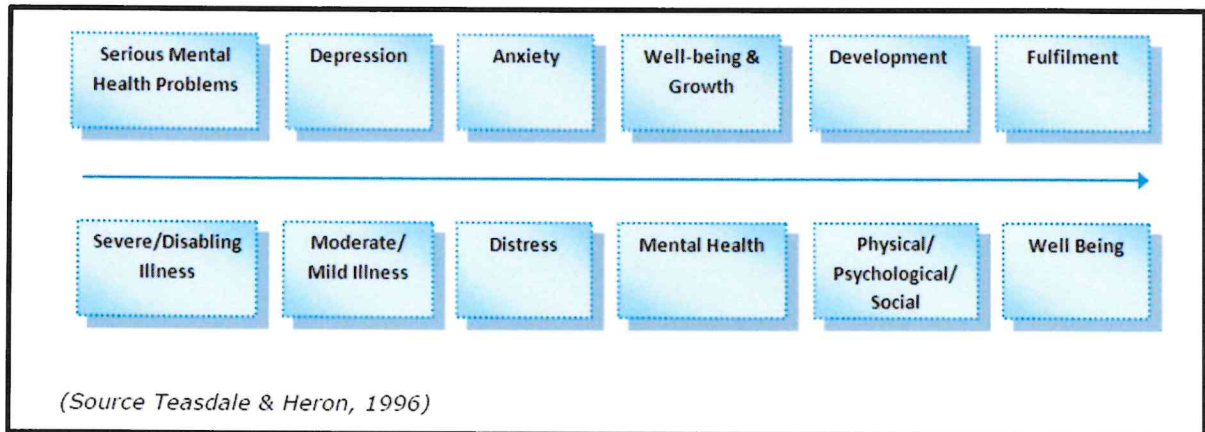 Serious Mental
Health Problems
Depression
Anxiety
Well-being &
Growth
Development
Fulfilment
Severe/Disabling
Illness
Moderate/
Mild Illness
Distress
Mental Health
Physical/
Psychological/
Social
Well Being
(Source Teasdale & Heron, 1996)